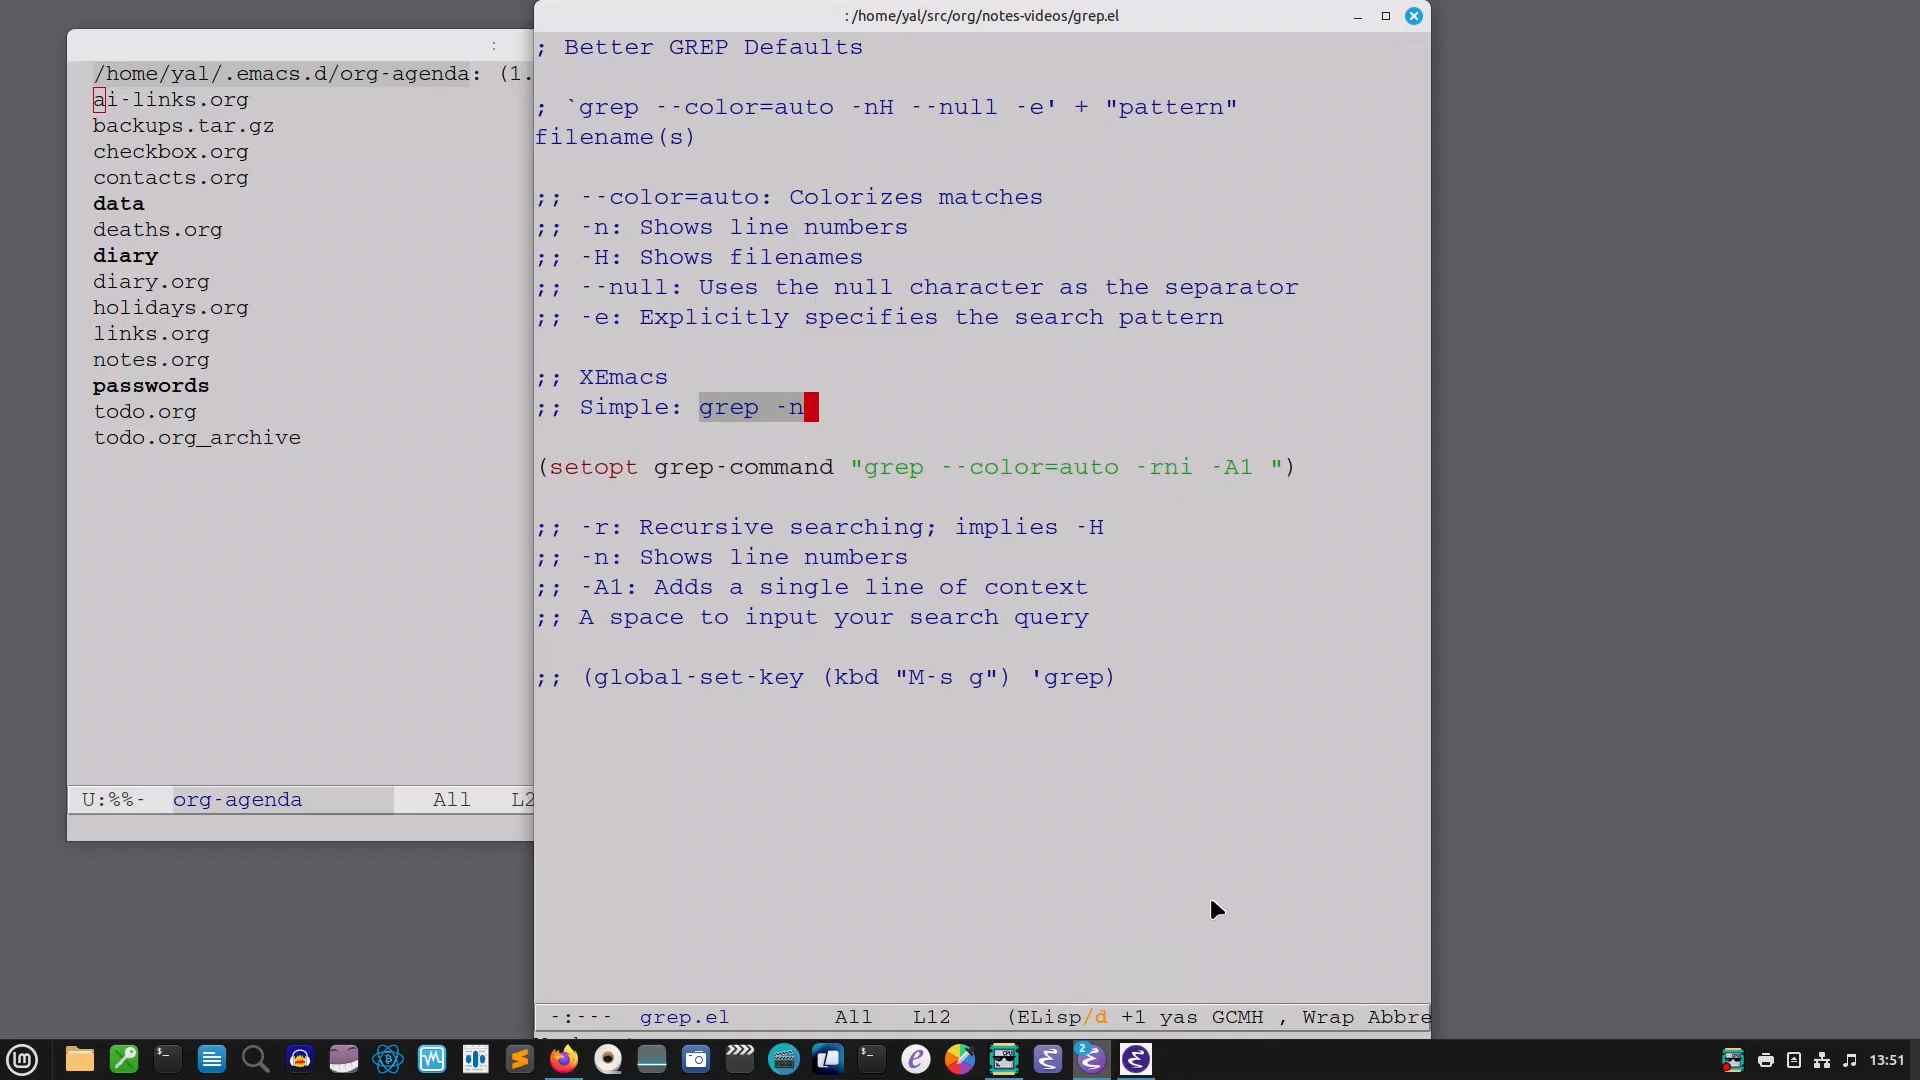 :
/home/yal/.emacs.d/org-agenda: (1.
ai-links.org
backups.tar.gz
checkbox.org
contacts.org
data
deaths.org
diary
diary.org
holidays.org
links.org
notes.org
passwords
todo.org
todo.org_archive
U:%%- org-agenda All L2
: /home/yal/src/org/notes-videos/grep.el
; Better GREP Defaults
; `grep --color=auto -nH --null -e' + "pattern"
filename(s)
;; --color=auto: Colorizes matches
;; -n: Shows line numbers
;; -H: Shows filenames
;; --null: Uses the null character as the separator
;; -e: Explicitly specifies the search pattern
;; XEmacs
;; Simple: grep -n
(setopt grep-command "grep --color=auto -rni -A1 ")
;; -r: Recursive searching; implies -H
;; -n: Shows line numbers
;; -A1: Adds a single line of context
;; A space to input your search query
;; (global-set-key (kbd "M-s g") 'grep)
-:--- grep.el All L12 (ELisp/d +1 yas GCMH , Wrap Abbre
2
13:51